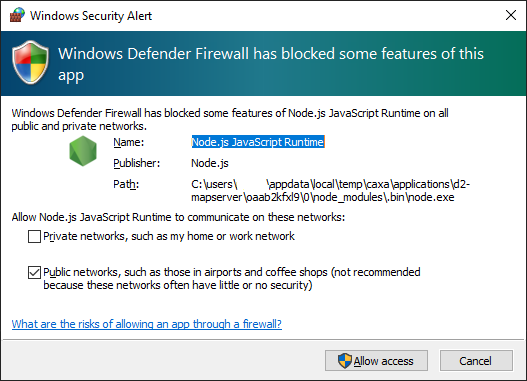 Windows Security Alert
Windows Defender Firewall has blocked some features of this
app
Windows Defender Firewall has blocked some features of Node.js JavaScript Runtime on all
public and private networks.
Name: Node.js JavaScript Runtime
Publisher: Node.js
Path: C:\users\ \appdata\local\temp\caxa\applications\d2-
mapserver\oaab2kfxl9\0\node_modules\.bin\node.exe
Allow Node.js JavaScript Runtime to communicate on these networks:
Private networks, such as my home or work network
Public networks, such as those in airports and coffee shops (not recommended
because these networks often have little or no security)
What are the risks of allowing an app through a firewall?
Allow access Cancel